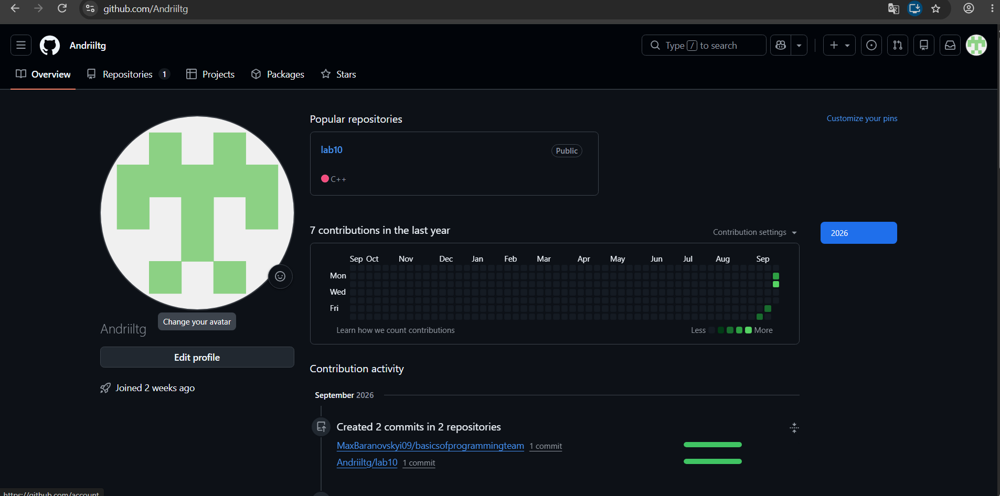 github.com/Andriiltg
Andriiltg
Type / to search
Overview
Repositories 1
Projects
Packages
Stars
Popular repositories
Customize your pins
lab10
Public
C++
7 contributions in the last year
Contribution settings
2026
Sep Oct Nov Dec Jan Feb Mar Apr May Jun Jul Aug Sep
Mon
Wed
Fri
Learn how we count contributions
Less More
Change your avatar
Andriiltg
Edit profile
Joined 2 weeks ago
Contribution activity
September 2026
Created 2 commits in 2 repositories
MaxBaranovskyi09/basicsofprogrammingteam 1 commit
Andriiltg/lab10 1 commit
https://github.com/account